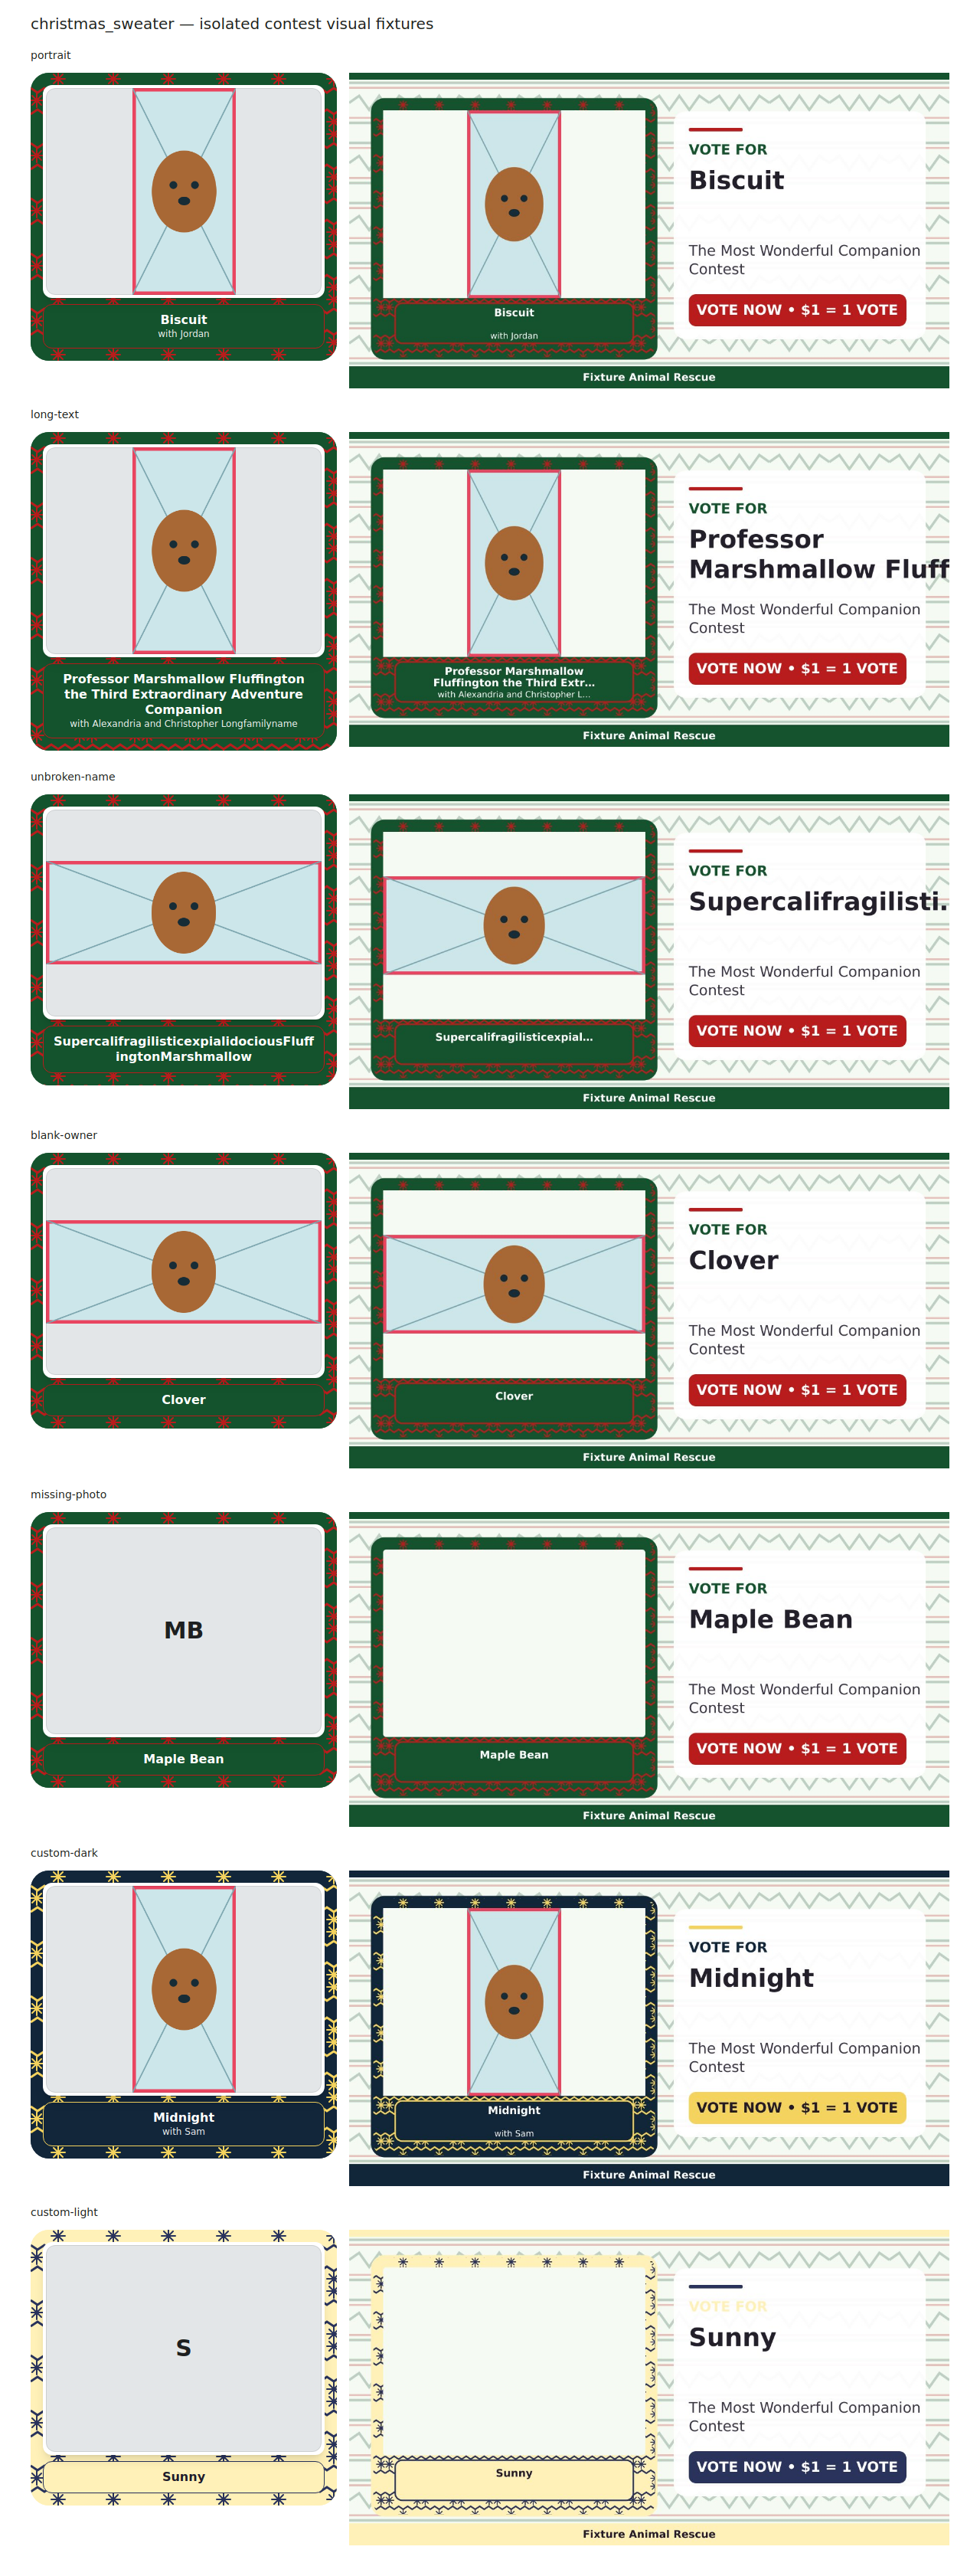 christmas_sweater — isolated contest visual fixtures
portrait
Biscuit
with Jordan
Biscuit
with Jordan
VOTE FOR
Biscuit
The Most Wonderful Companion
Contest
VOTE NOW • $1 = 1 VOTE
Fixture Animal Rescue
long-text
Professor Marshmallow Fluffington
the Third Extraordinary Adventure
Companion
with Alexandria and Christopher Longfamilyname
Professor Marshmallow
Fluffington the Third Extr…
with Alexandria and Christopher L…
VOTE FOR
Professor
Marshmallow Fluff
The Most Wonderful Companion
Contest
VOTE NOW • $1 = 1 VOTE
Fixture Animal Rescue
unbroken-name
SupercalifragilisticexpialidociousFluff
ingtonMarshmallow
Supercalifragilisticexpial…
VOTE FOR
Supercalifragilisti.
The Most Wonderful Companion
Contest
VOTE NOW • $1 = 1 VOTE
Fixture Animal Rescue
blank-owner
Clover
Clover
VOTE FOR
Clover
The Most Wonderful Companion
Contest
VOTE NOW • $1 = 1 VOTE
Fixture Animal Rescue
missing-photo
MB
Maple Bean
Maple Bean
VOTE FOR
Maple Bean
The Most Wonderful Companion
Contest
VOTE NOW • $1 = 1 VOTE
Fixture Animal Rescue
custom-dark
Midnight
with Sam
Midnight
with Sam
VOTE FOR
Midnight
The Most Wonderful Companion
Contest
VOTE NOW • $1 = 1 VOTE
Fixture Animal Rescue
custom-light
S
Sunny
Sunny
VOTE FOR
Sunny
The Most Wonderful Companion
Contest
VOTE NOW • $1 = 1 VOTE
Fixture Animal Rescue